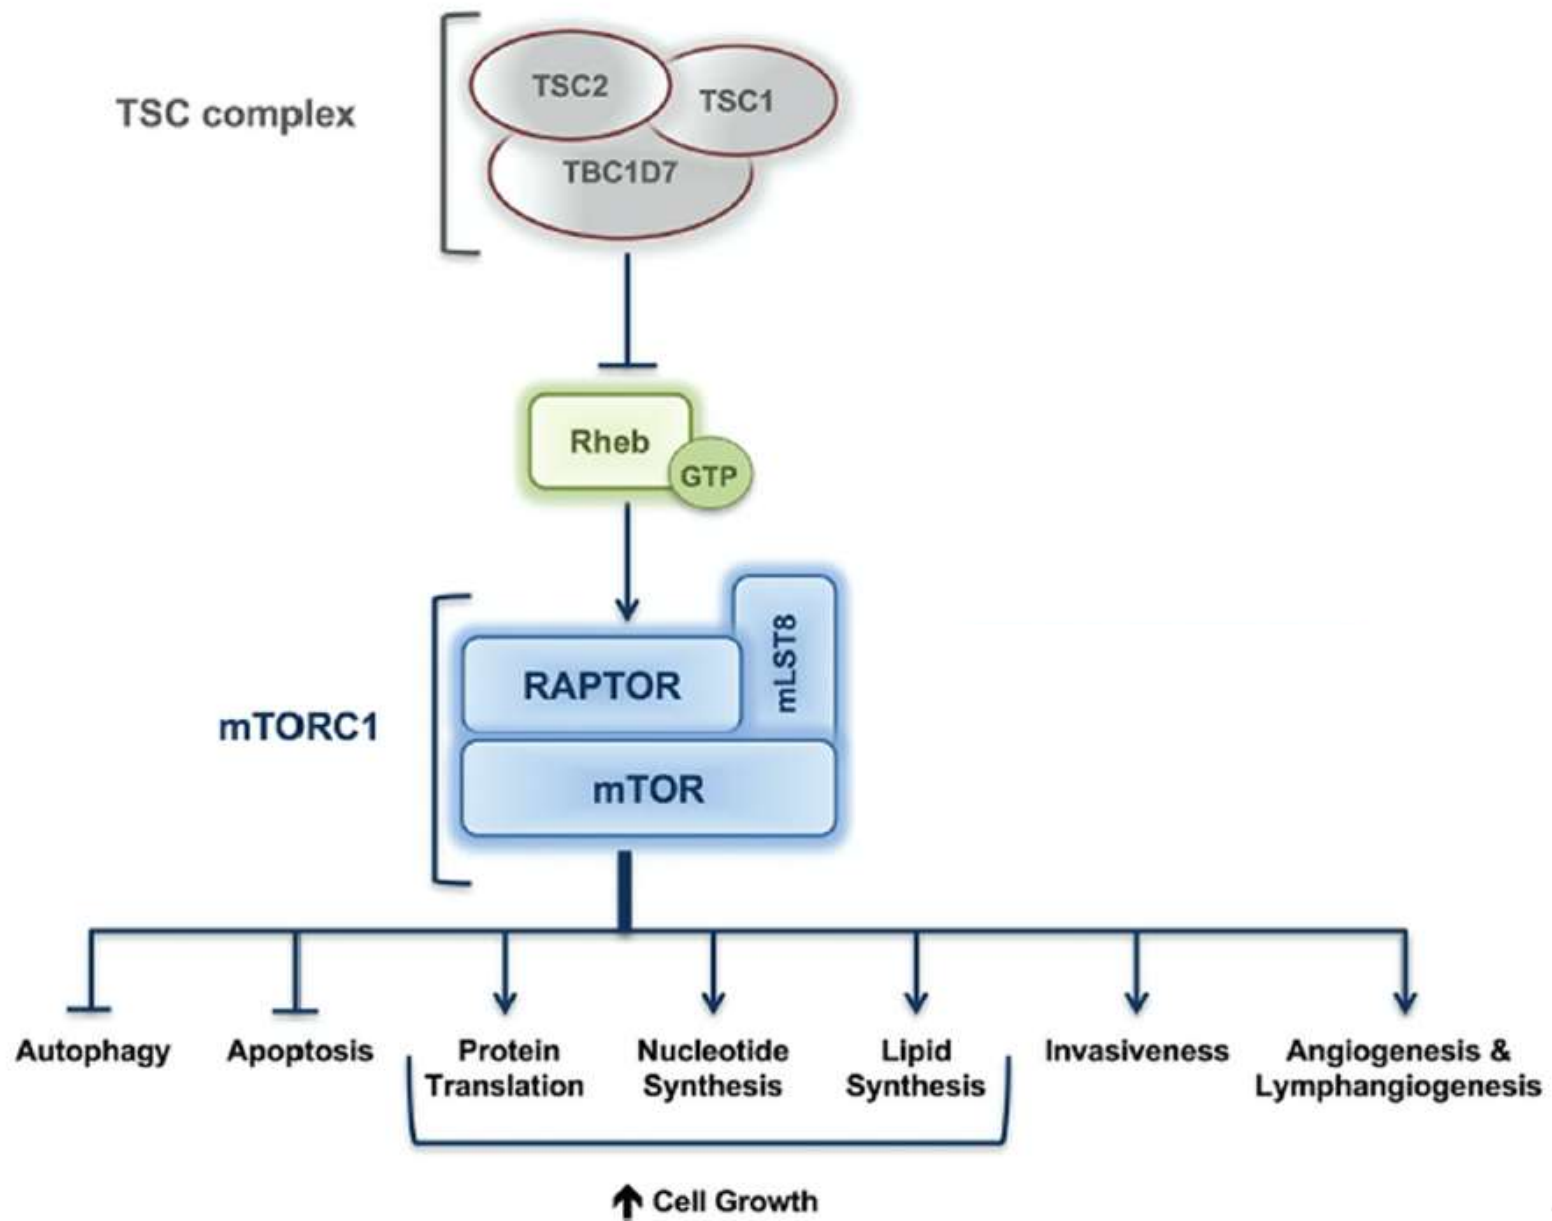 TSC complex
TSC2
TSC1
TBC1D7
Rheb
GTP
mTORC1
RAPTOR
mLST8
mTOR
Autophagy
Apoptosis
Protein
Translation
Nucleotide
Synthesis
Lipid
Synthesis
Invasiveness
Angiogenesis &
Lymphangiogenesis
Cell Growth